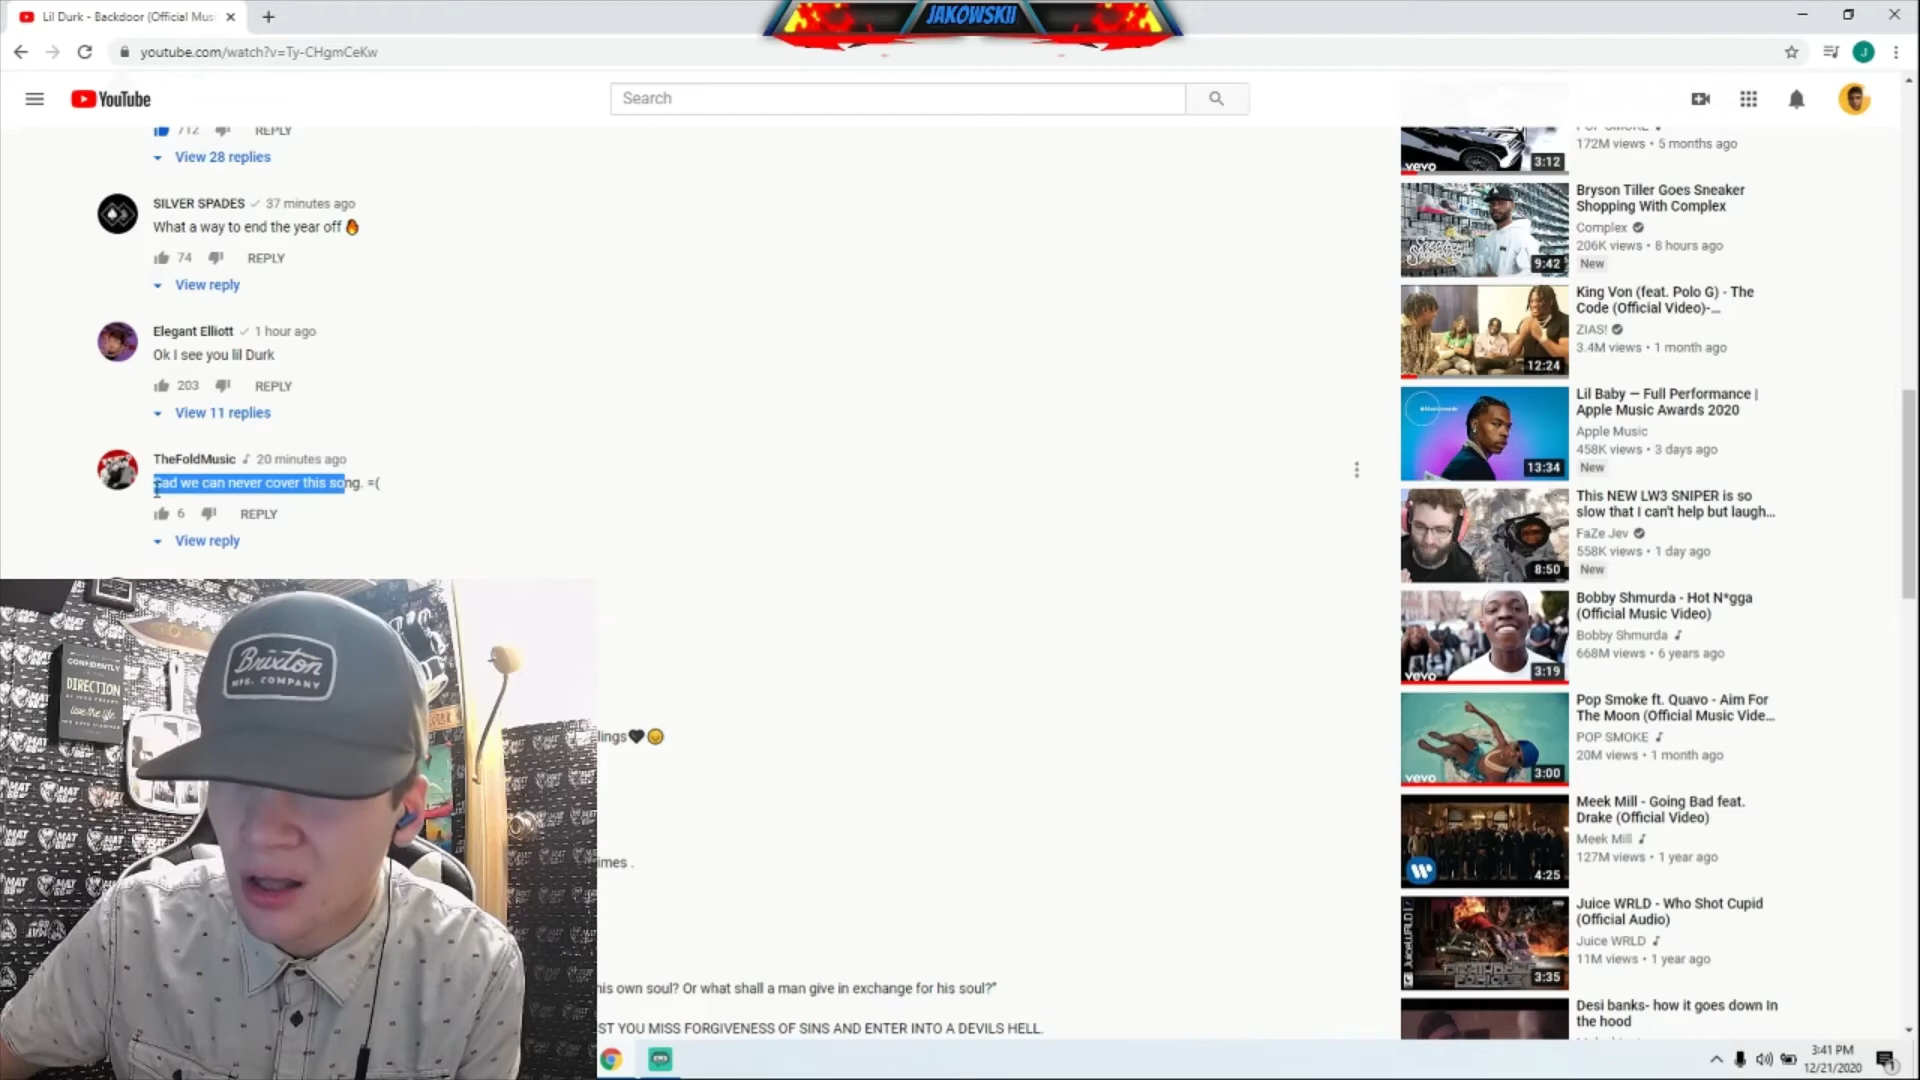 Lil Durk - Backdoor (Official Mus
JAKOWSKII
youtube.com/watch?v=Ty-CHgmCeKw
J
YouTube
Search
712 REPLY
View 28 replies
SILVER SPADES 37 minutes ago
What a way to end the year off🔥
74 REPLY
View reply
Elegant Elliott 1 hour ago
Ok I see you lil Durk
203 REPLY
View 11 replies
TheFoldMusic 20 minutes ago
Sad we can never cover this song. =(
6 REPLY
View reply
lings🖤
imes .
his own soul? Or what shall a man give in exchange for his soul?"
ST YOU MISS FORGIVENESS OF SINS AND ENTER INTO A DEVILS HELL.
POP SMOKE
172M views • 5 months ago
vevo
3:12
Bryson Tiller Goes Sneaker
Shopping With Complex
Complex
206K views • 8 hours ago
New
9:42
King Von (feat. Polo G) - The
Code (Official Video)-...
ZIAS!
3.4M views • 1 month ago
12:24
Lil Baby — Full Performance |
Apple Music Awards 2020
Apple Music
458K views • 3 days ago
New
13:34
This NEW LW3 SNIPER is so
slow that I can't help but laugh...
FaZe Jev
558K views • 1 day ago
New
8:50
Bobby Shmurda - Hot N*gga
(Official Music Video)
Bobby Shmurda
668M views • 6 years ago
vevo
3:19
Pop Smoke ft. Quavo - Aim For
The Moon (Official Music Vide...
POP SMOKE
20M views • 1 month ago
vevo
3:00
Meek Mill - Going Bad feat.
Drake (Official Video)
Meek Mill
127M views • 1 year ago
4:25
Juice WRLD - Who Shot Cupid
(Official Audio)
Juice WRLD
11M views • 1 year ago
3:35
Desi banks- how it goes down In
the hood
Brixton
MFG. COMPANY
CONFIDENTLY
DIRECTION
live the life
3:41 PM
12/21/2020
1